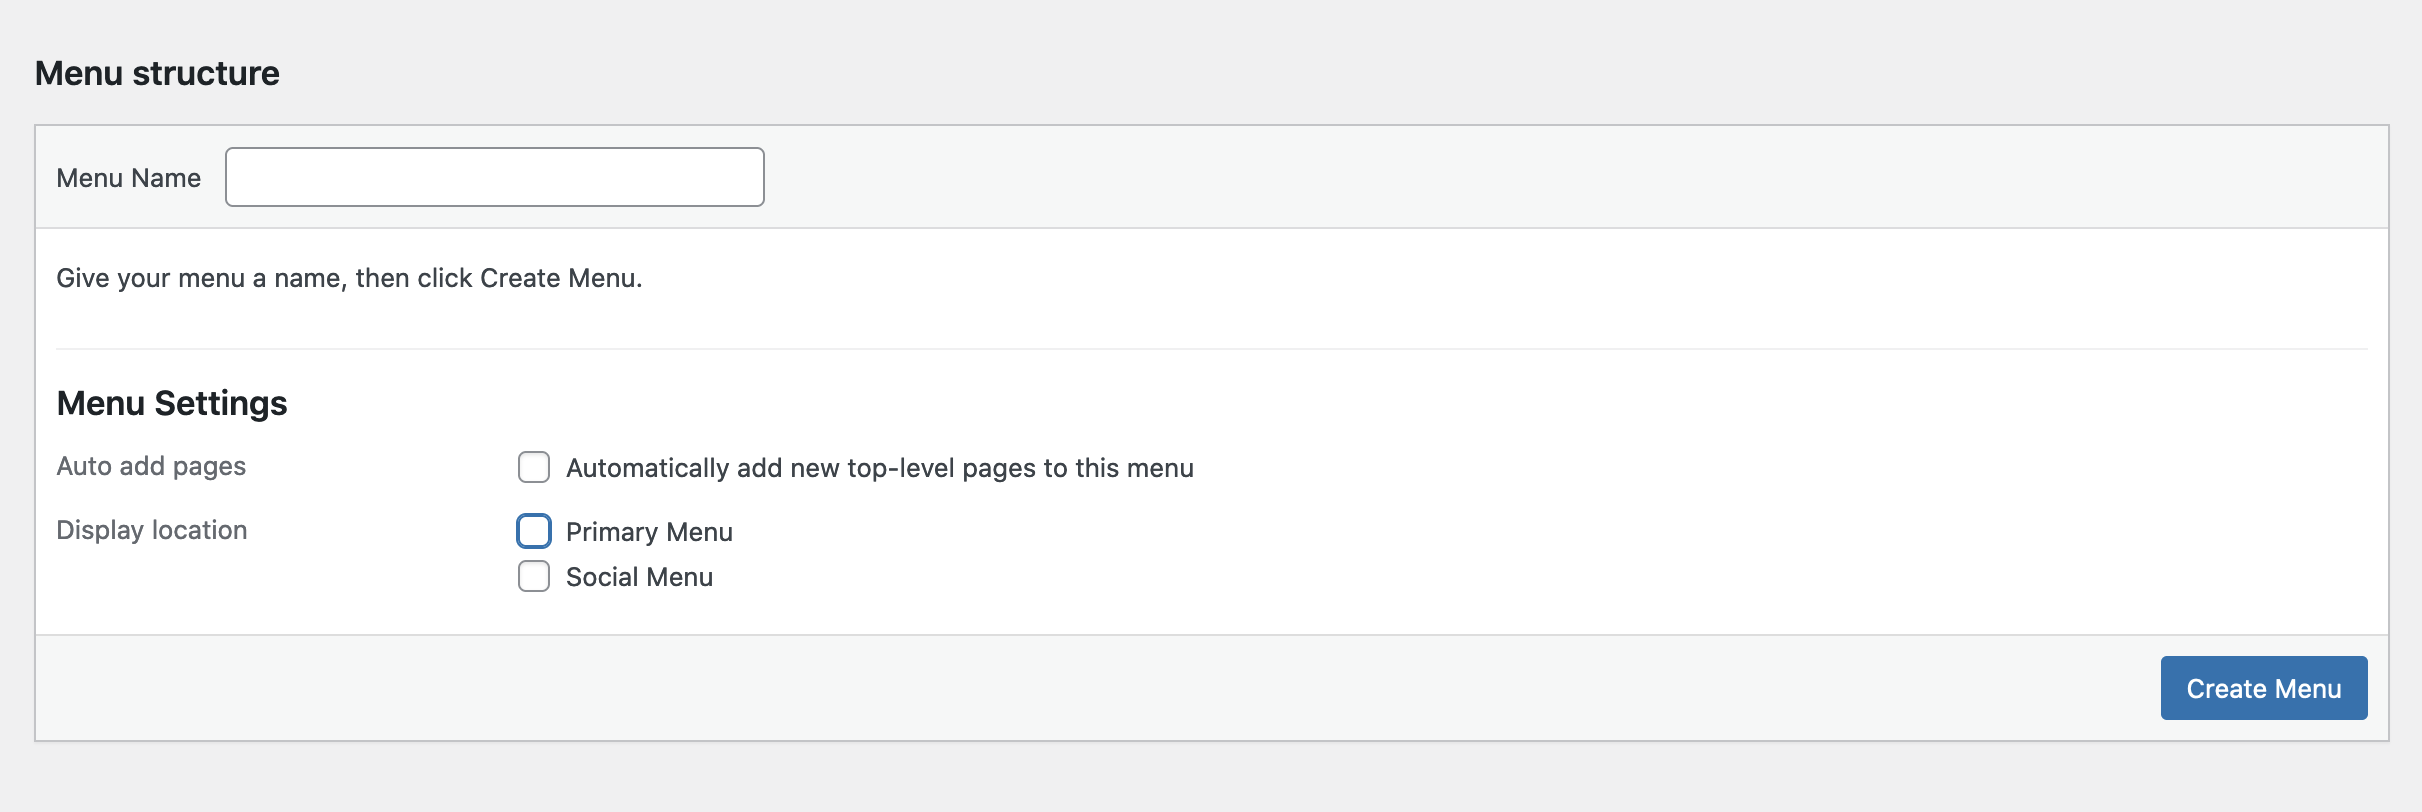 Menu structure
Menu Name
Give your menu a name, then click Create Menu.
Menu Settings
Auto add pages
Automatically add new top-level pages to this menu
Display location
Primary Menu
Social Menu
Create Menu